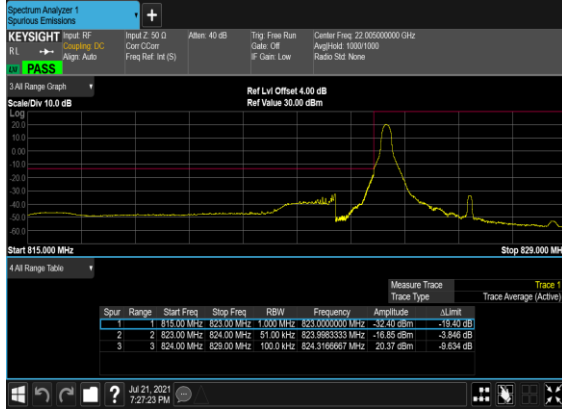 Spectrum Analyzer 1
Spurious Emissions
KEYSIGHT Input: RF Input Z: 50 Ω Atten: 40 dB Trig: Free Run Center Freq: 22.005000000 GHz
RL Coupling: DC Corr CCorr Gate: Off Avg|Hold: 1000/1000
Align: Auto Freq Ref: Int (S) IF Gain: Low Radio Std: None
PASS
3 All Range Graph Ref Lvl Offset 4.00 dB
Scale/Div 10.0 dB Ref Value 30.00 dBm
Log
20.0
10.0
0.00
-10.0
-20.0
-30.0
-40.0
-50.0
-60.0
Start 815.000 MHz Stop 829.000 MH
4 All Range Table
Measure Trace Trace 1
Trace Type Trace Average (Active)
Spur Range Start Freq Stop Freq RBW Frequency Amplitude ΔLimit
1 1 815.00 MHz 823.00 MHz 1.000 MHz 823.0000000 MHz -32.40 dBm -19.40 dB
2 2 823.00 MHz 824.00 MHz 51.00 kHz 823.9983333 MHz -16.85 dBm -3.846 dB
3 3 824.00 MHz 829.00 MHz 100.0 kHz 824.3166667 MHz 20.37 dBm -9.634 dB
? Jul 21, 2021
7:27:23 PM